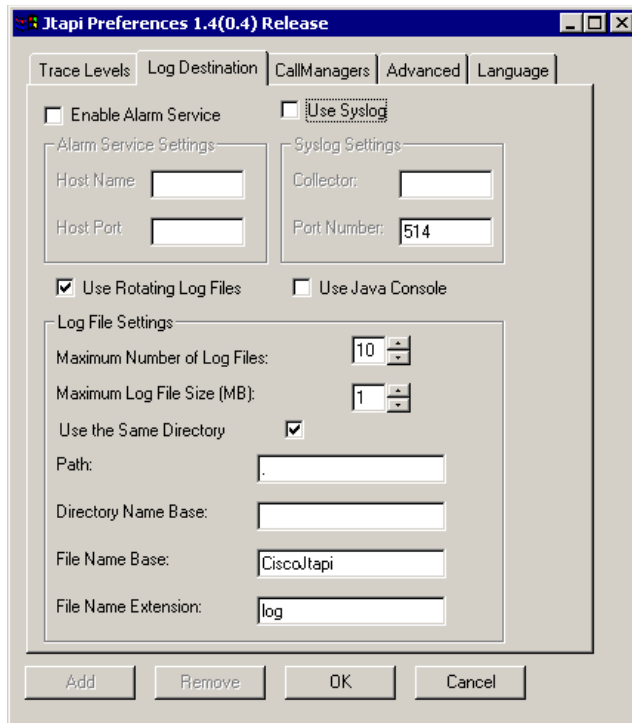 Jtapi Preferences 1.4(0.4) Release
Trace Levels Log Destination CallManagers Advanced Language
Enable Alarm Service Use Syslog
Alarm Service Settings Syslog Settings
Host Name Collector:
Host Port Port Number: 514
Use Rotating Log Files Use Java Console
Log File Settings
Maximum Number of Log Files: 10
Maximum Log File Size (MB): 1
Use the Same Directory
Path: .
Directory Name Base:
File Name Base: CiscoJtapi
File Name Extension: log
Add Remove OK Cancel